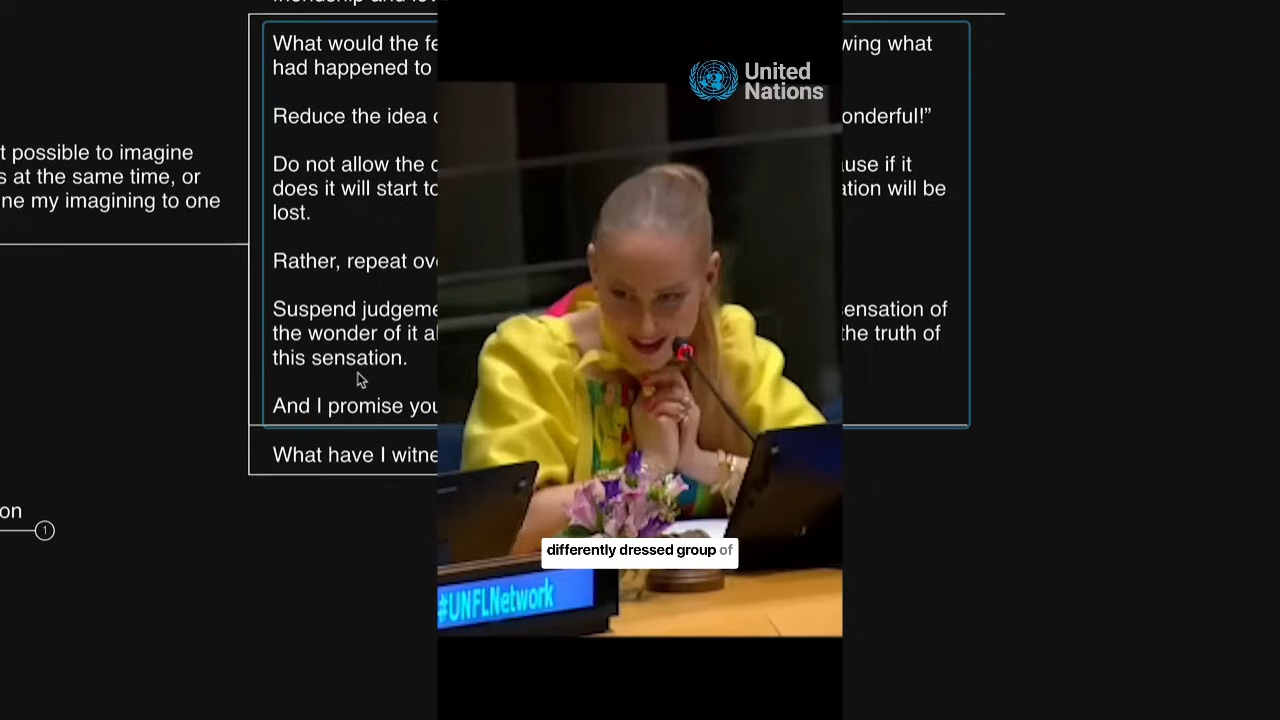 What would the fe
wing what
had happened to
Reduce the idea
onderful!”
t possible to imagine
Do not allow the
use if it
s at the same time, or
does it will start to
ation will be
ne my imagining to one
lost.
Rather, repeat ov
Suspend judgeme
ensation of
the wonder of it al
the truth of
this sensation.
And I promise you
What have I witne
on
1
United
Nations
differently dressed group of
#UNFLNetwork